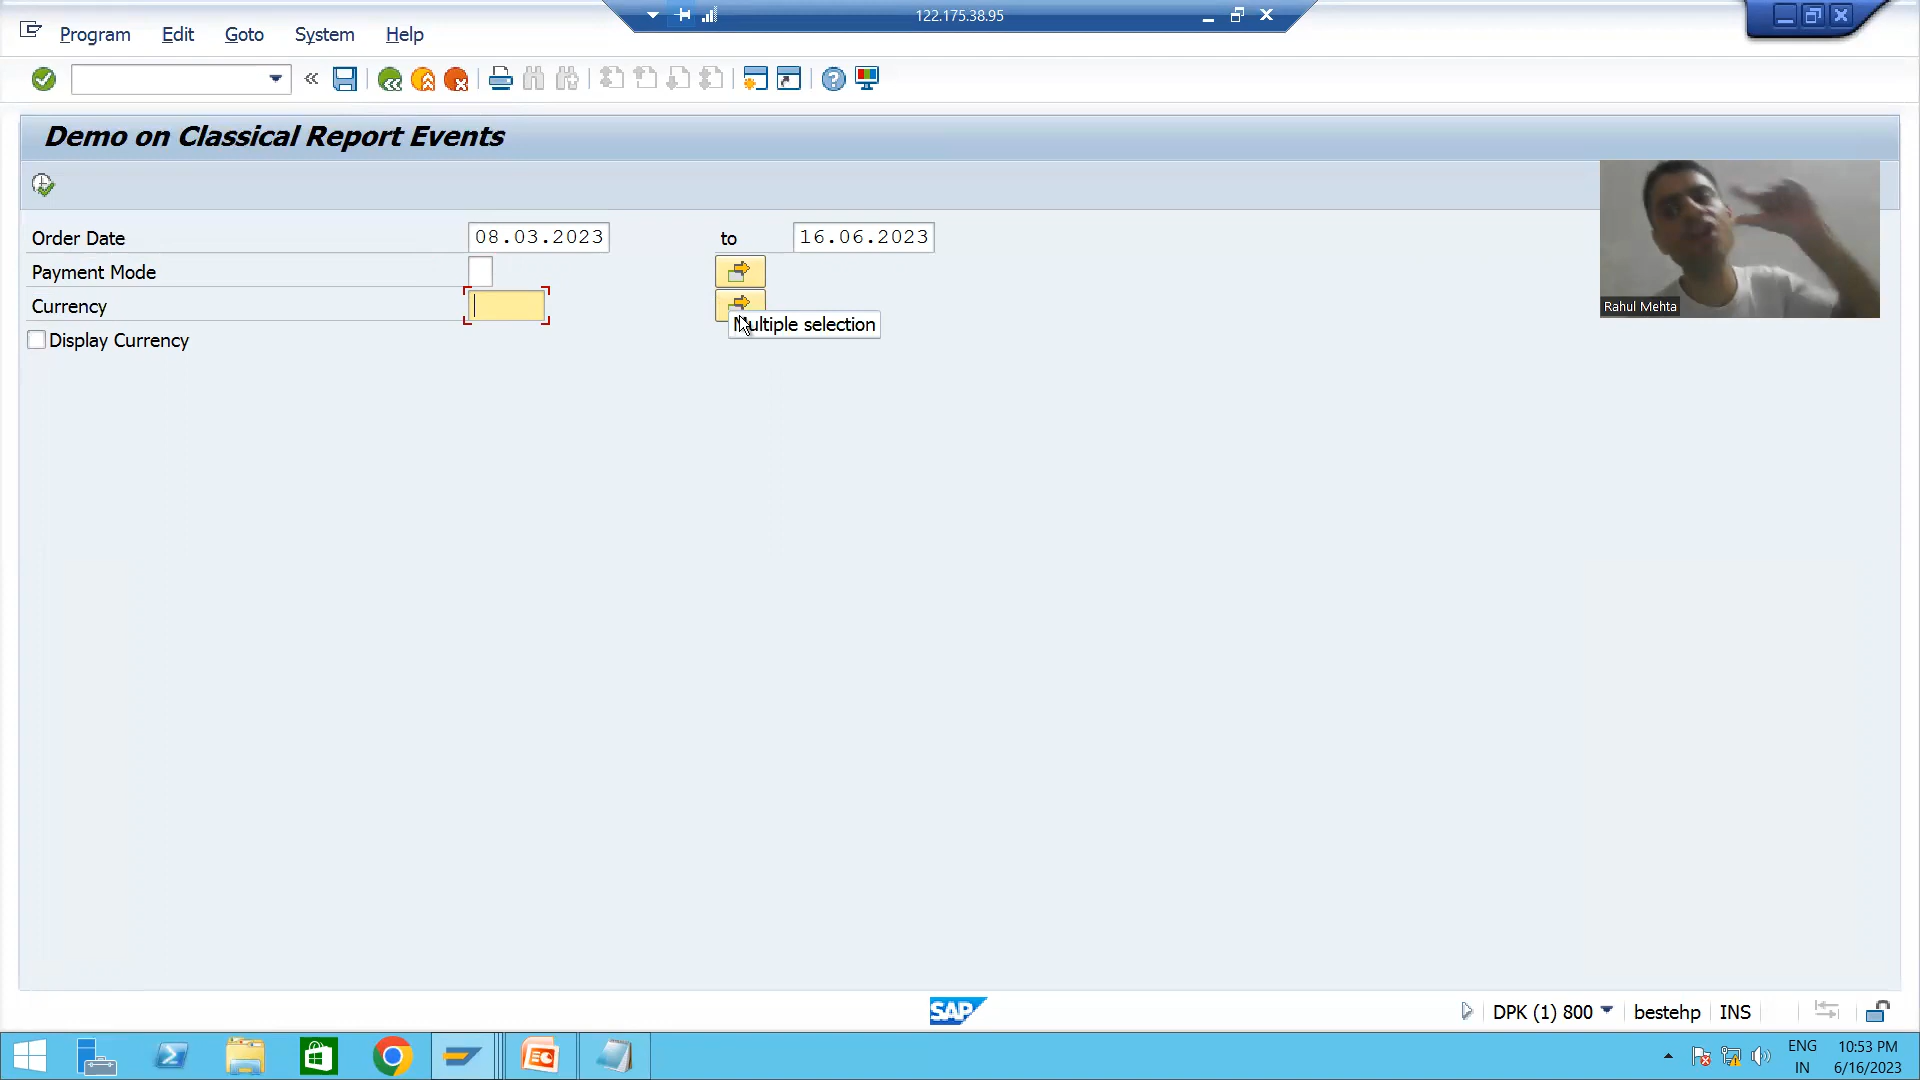 122.175.38.95
Program Edit Goto System Help
Demo on Classical Report Events
Order Date 08.03.2023 to 16.06.2023
Payment Mode
Currency
Multiple selection
Display Currency
Rahul Mehta
SAP
DPK (1) 800 bestehp INS
ENG 10:53 PM
IN 6/16/2023